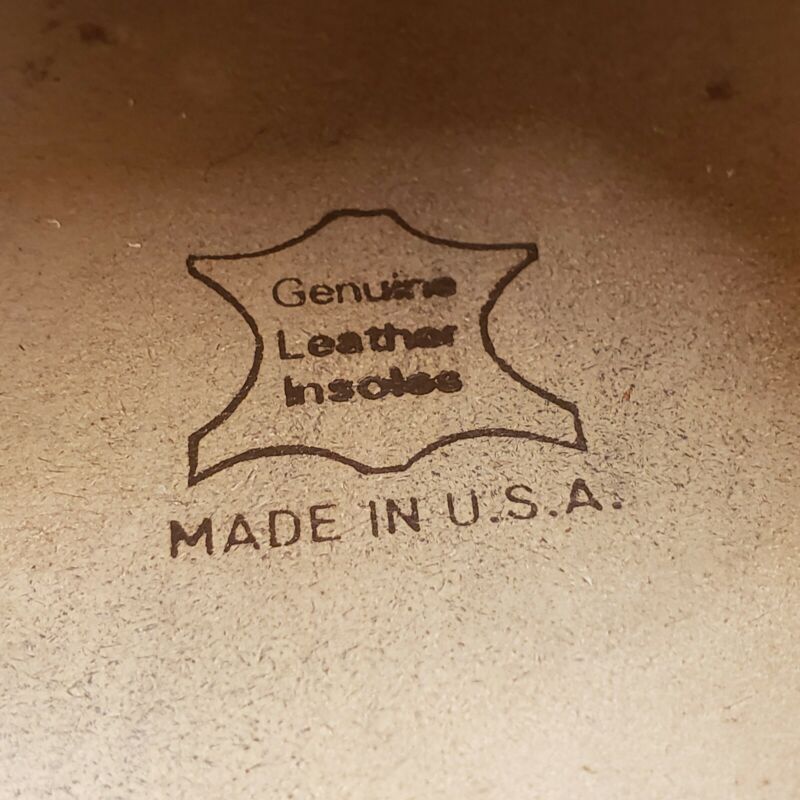 Genuine
Leather
Insoles
MADE IN U.S.A.